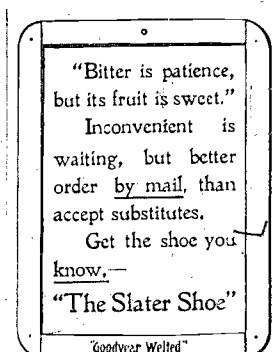 "Bitter is patience,
but its fruit is sweet."
Inconvenient is
waiting, but better
order by mail, than
accept substitutes.
Get the shoe you
know,—
"The Slater Shoe"
"Goodyear Welted"